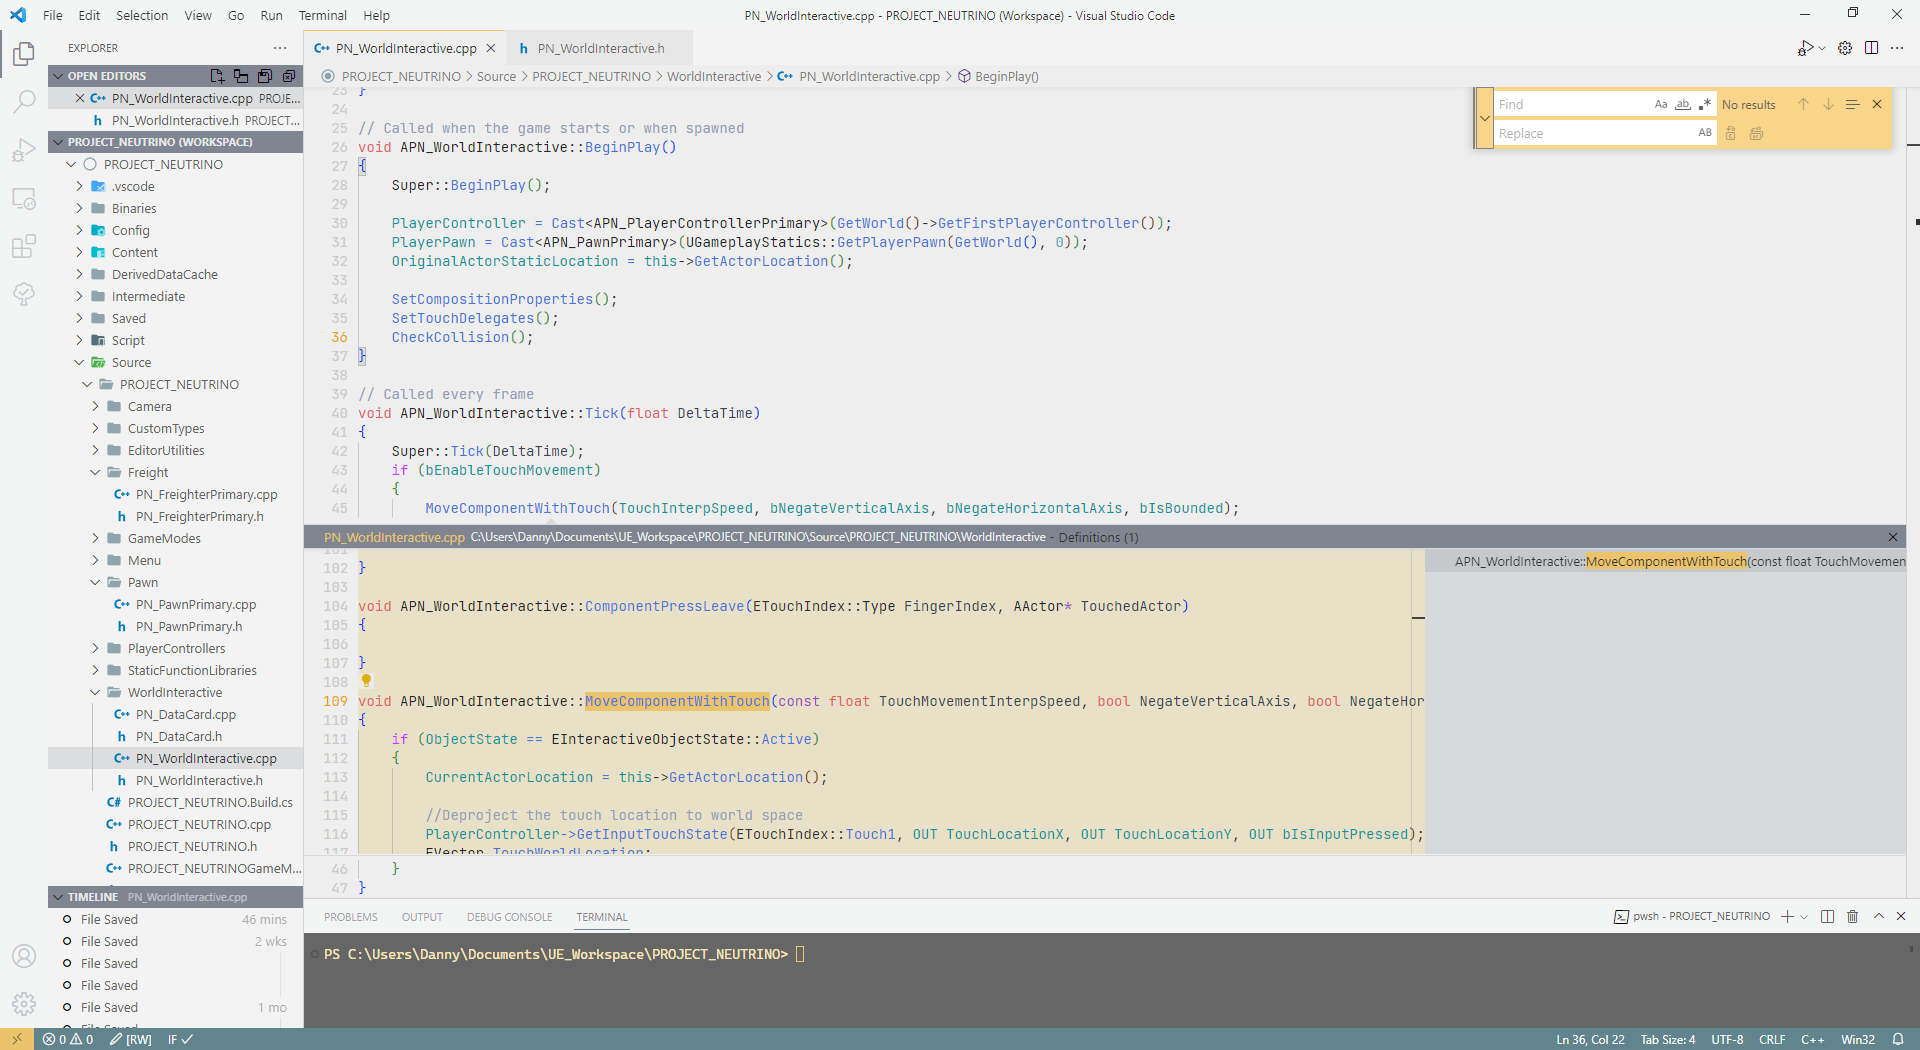 File Edit Selection View Go Run Terminal Help
PN_WorldInteractive.cpp - PROJECT_NEUTRINO (Workspace) - Visual Studio Code
EXPLORER
OPEN EDITORS
PN_WorldInteractive.cpp PROJE...
PN_WorldInteractive.h PROJECT...
PROJECT_NEUTRINO (WORKSPACE)
PROJECT_NEUTRINO
.vscode
Binaries
Config
Content
DerivedDataCache
Intermediate
Saved
Script
Source
PROJECT_NEUTRINO
Camera
CustomTypes
EditorUtilities
Freight
PN_FreighterPrimary.cpp
PN_FreighterPrimary.h
GameModes
Menu
Pawn
PN_PawnPrimary.cpp
PN_PawnPrimary.h
PlayerControllers
StaticFunctionLibraries
WorldInteractive
PN_DataCard.cpp
PN_DataCard.h
PN_WorldInteractive.cpp
PN_WorldInteractive.h
PROJECT_NEUTRINO.Build.cs
PROJECT_NEUTRINO.cpp
PROJECT_NEUTRINO.h
PROJECT_NEUTRINOGameM...
TIMELINE PN_WorldInteractive.cpp
File Saved 46 mins
File Saved 2 wks
File Saved
File Saved
File Saved 1 mo
File Saved
PN_WorldInteractive.cpp
PN_WorldInteractive.h
PROJECT_NEUTRINO > Source > PROJECT_NEUTRINO > WorldInteractive > PN_WorldInteractive.cpp > BeginPlay()
Find Aa ab .* No results
Replace AB
23 }
24
25 // Called when the game starts or when spawned
26 void APN_WorldInteractive::BeginPlay()
27 {
28 Super::BeginPlay();
29
30 PlayerController = Cast<APN_PlayerControllerPrimary>(GetWorld()->GetFirstPlayerController());
31 PlayerPawn = Cast<APN_PawnPrimary>(UGameplayStatics::GetPlayerPawn(GetWorld(), 0));
32 OriginalActorStaticLocation = this->GetActorLocation();
33
34 SetCompositionProperties();
35 SetTouchDelegates();
36 CheckCollision();
37 }
38
39 // Called every frame
40 void APN_WorldInteractive::Tick(float DeltaTime)
41 {
42 Super::Tick(DeltaTime);
43 if (bEnableTouchMovement)
44 {
45 MoveComponentWithTouch(TouchInterpSpeed, bNegateVerticalAxis, bNegateHorizontalAxis, bIsBounded);
PN_WorldInteractive.cpp C:\Users\Danny\Documents\UE_Workspace\PROJECT_NEUTRINO\Source\PROJECT_NEUTRINO\WorldInteractive - Definitions (1)
101
102 }
103
104 void APN_WorldInteractive::ComponentPressLeave(ETouchIndex::Type FingerIndex, AActor* TouchedActor)
105 {
106
107 }
108
109 void APN_WorldInteractive::MoveComponentWithTouch(const float TouchMovementInterpSpeed, bool NegateVerticalAxis, bool NegateHor
110 {
111 if (ObjectState == EInteractiveObjectState::Active)
112 {
113 CurrentActorLocation = this->GetActorLocation();
114
115 //Deproject the touch location to world space
116 PlayerController->GetInputTouchState(ETouchIndex::Touch1, OUT TouchLocationX, OUT TouchLocationY, OUT bIsInputPressed);
117 FVector TouchWorldLocation;
APN_WorldInteractive::MoveComponentWithTouch(const float TouchMovemen
46 }
47 }
PROBLEMS OUTPUT DEBUG CONSOLE TERMINAL
pwsh - PROJECT_NEUTRINO
PS C:\Users\Danny\Documents\UE_Workspace\PROJECT_NEUTRINO>
0 0 [RW] IF
Ln 36, Col 22 Tab Size: 4 UTF-8 CRLF C++ Win32